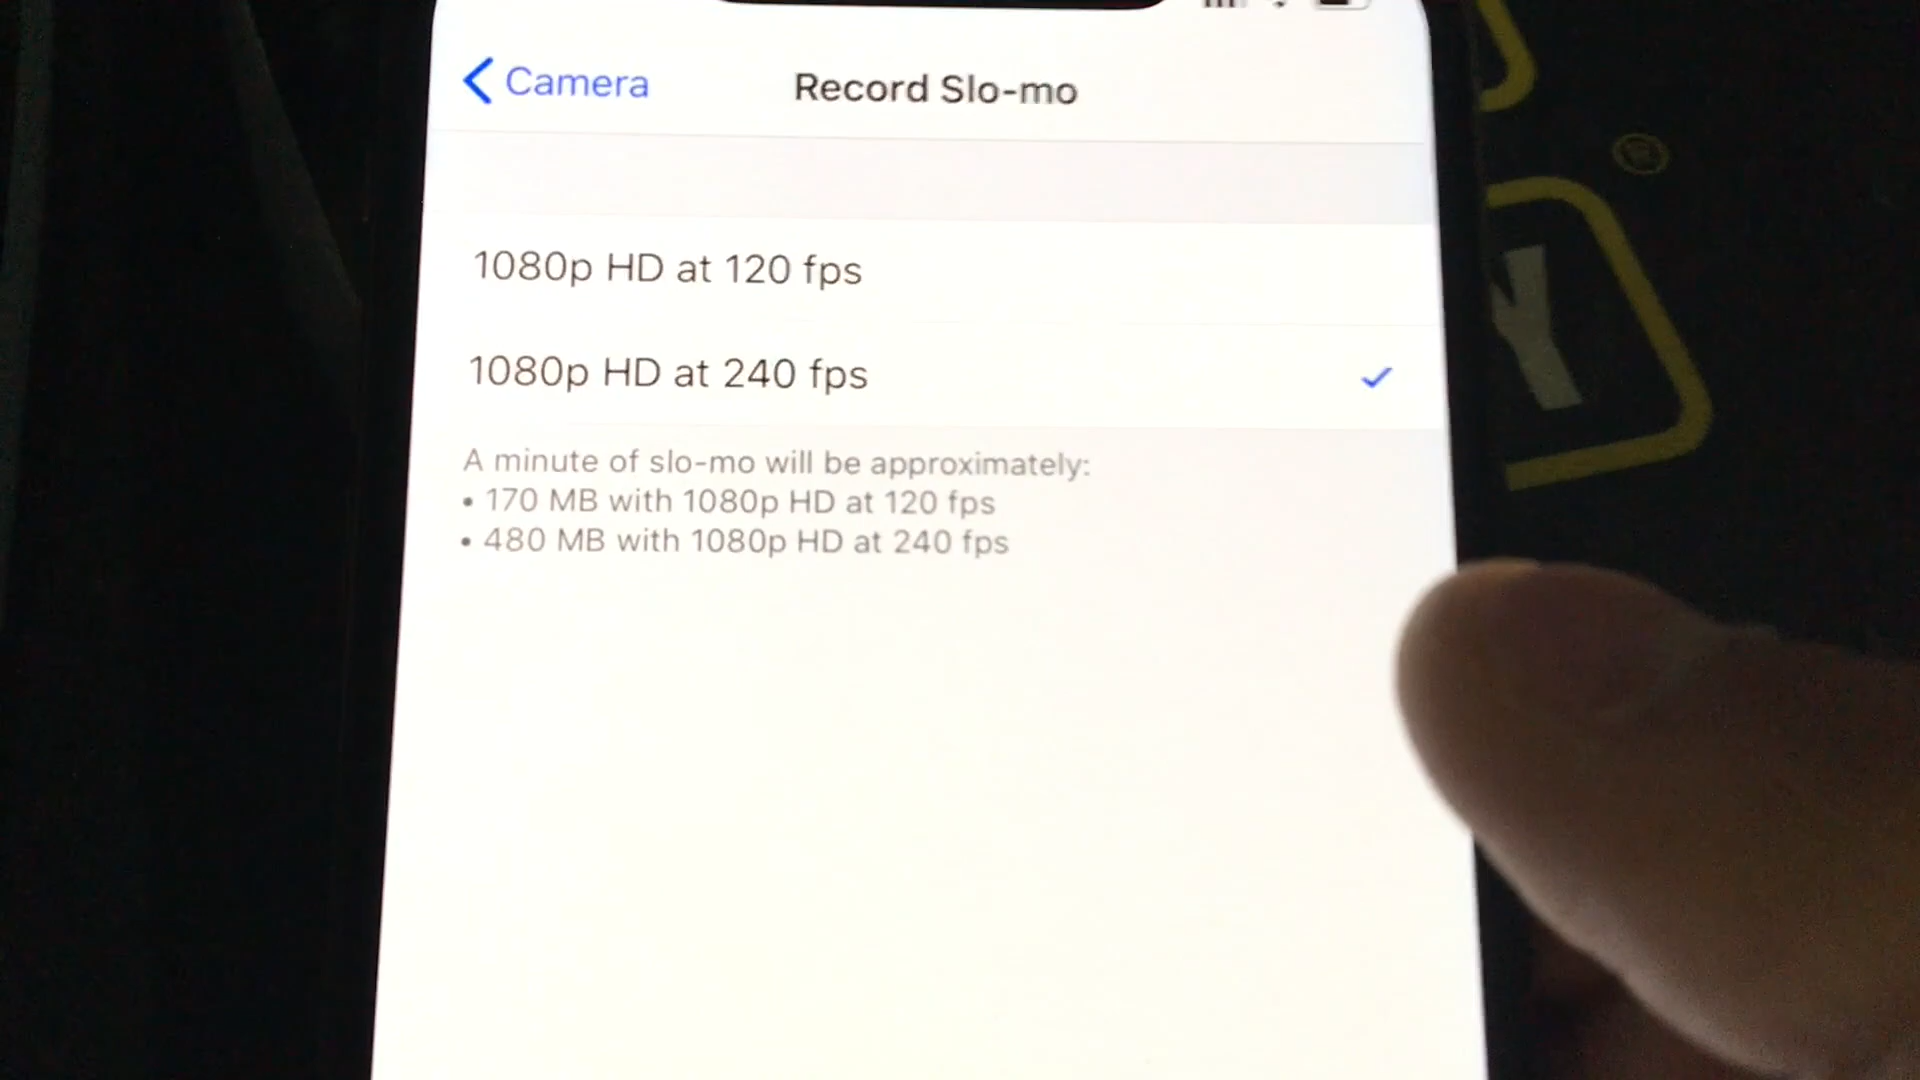 Camera
Record Slo-mo
1080p HD at 120 fps
1080p HD at 240 fps
A minute of slo-mo will be approximately:
• 170 MB with 1080p HD at 120 fps
• 480 MB with 1080p HD at 240 fps
Y
®